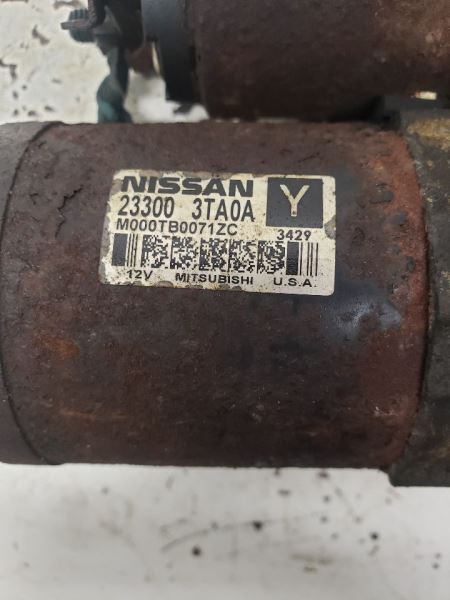 NISSAN Y
23300 3TA0A
M000TB0071ZC 3429
12V MITSUBISHI U.S.A